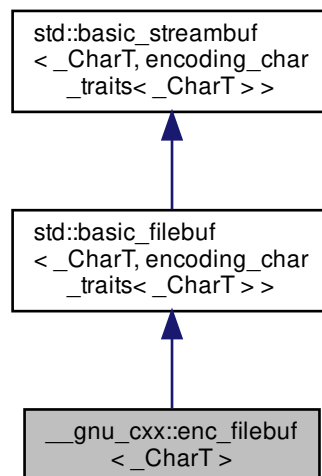 std::basic_streambuf
< _CharT, encoding_char
_traits< _CharT > >
std::basic_filebuf
< _CharT, encoding_char
_traits< _CharT > >
__gnu_cxx::enc_filebuf
< _CharT >